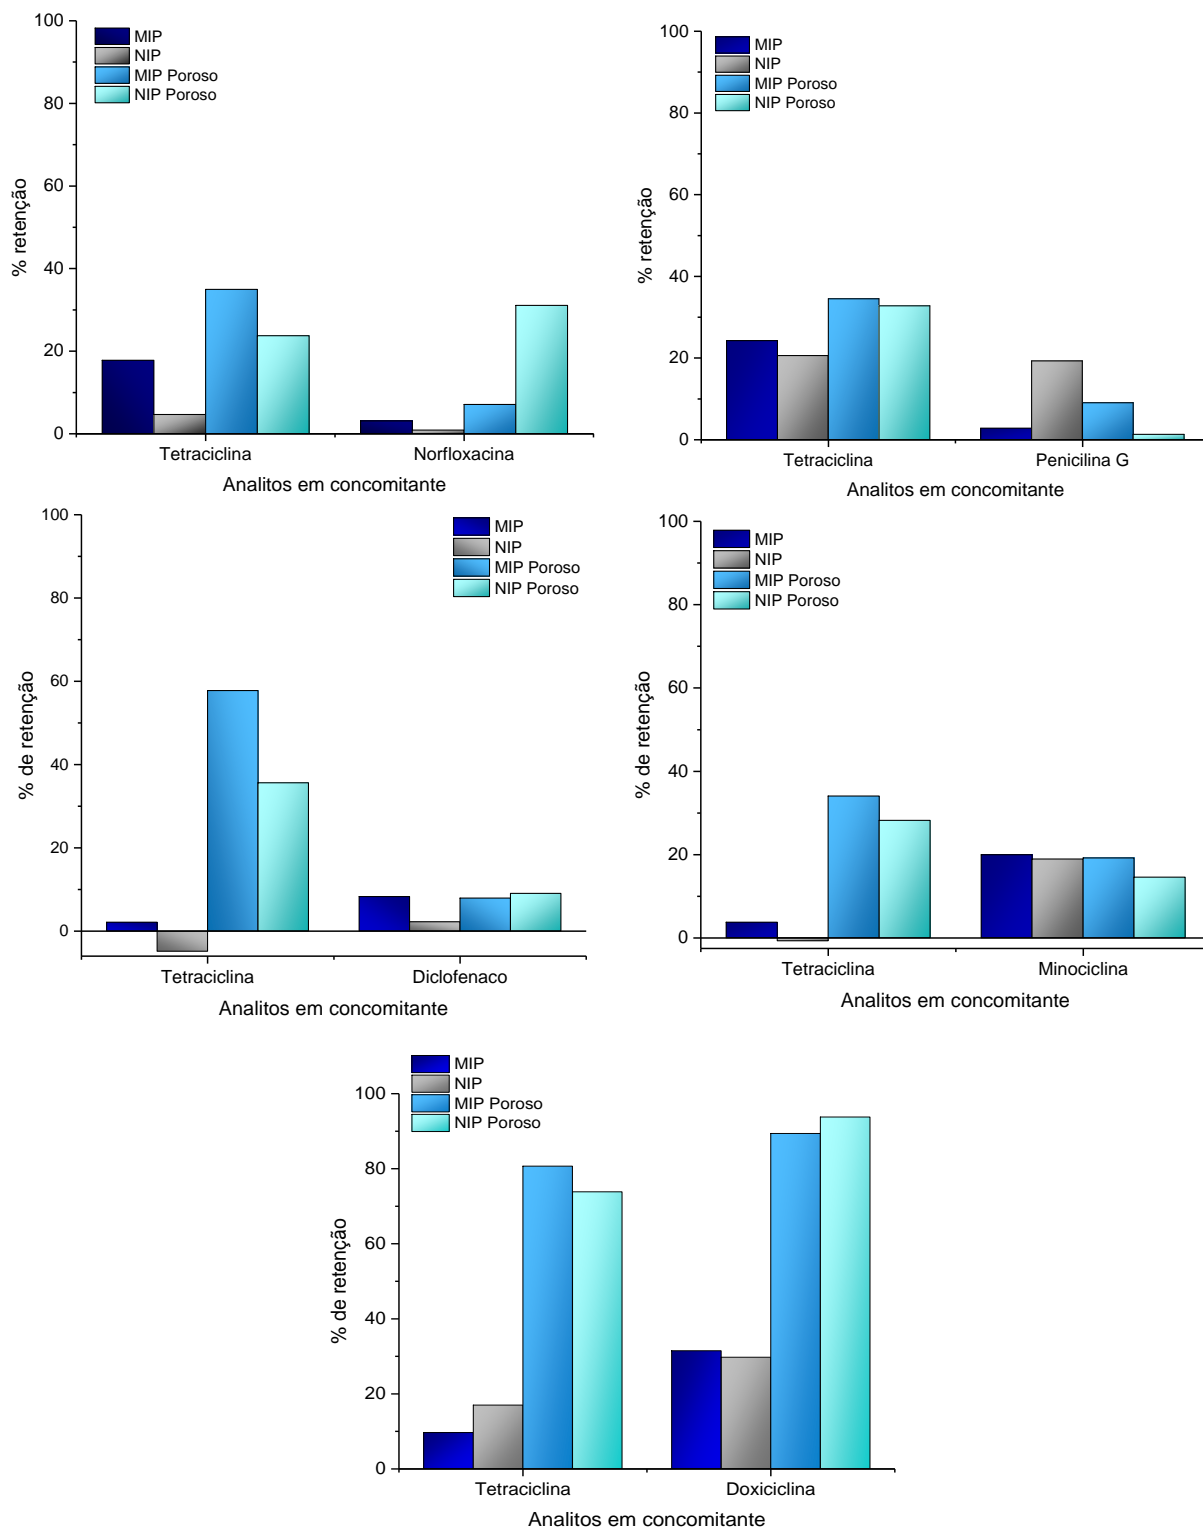 100
80
60
40
20
0
% retenção
MIP
NIP
MIP Poroso
NIP Poroso
Tetraciclina
Norfloxacina
Analitos em concomitante
100
80
60
40
20
0
% retenção
MIP
NIP
MIP Poroso
NIP Poroso
Tetraciclina
Penicilina G
Analitos em concomitante
100
80
60
40
20
0
% de retenção
MIP
NIP
MIP Poroso
NIP Poroso
Tetraciclina
Diclofenaco
Analitos em concomitante
100
80
60
40
20
0
% de retenção
MIP
NIP
MIP Poroso
NIP Poroso
Tetraciclina
Minociclina
Analitos em concomitante
100
80
60
40
20
0
% de retenção
MIP
NIP
MIP Poroso
NIP Poroso
Tetraciclina
Doxiciclina
Analitos em concomitante